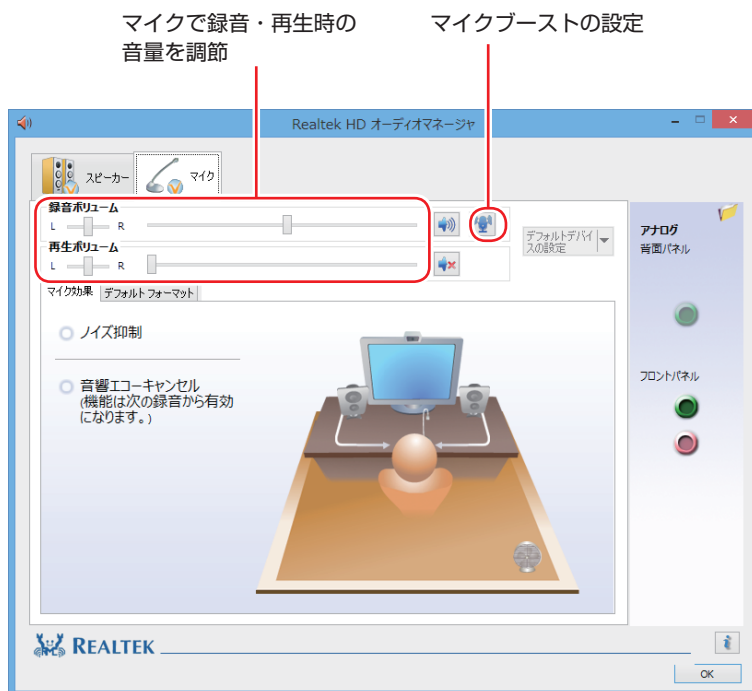 マイクで録音・再生時の
音量を調節
マイクブーストの設定
Realtek HD オーディオマネージャ
スピーカー
マイク
録音ボリューム
L R
再生ボリューム
L R
デフォルトデバイ
スの設定
マイク効果
デフォルト フォーマット
ノイズ抑制
音響エコーキャンセル
(機能は次の録音から有効
になります。)
アナログ
背面パネル
フロントパネル
REALTEK
OK